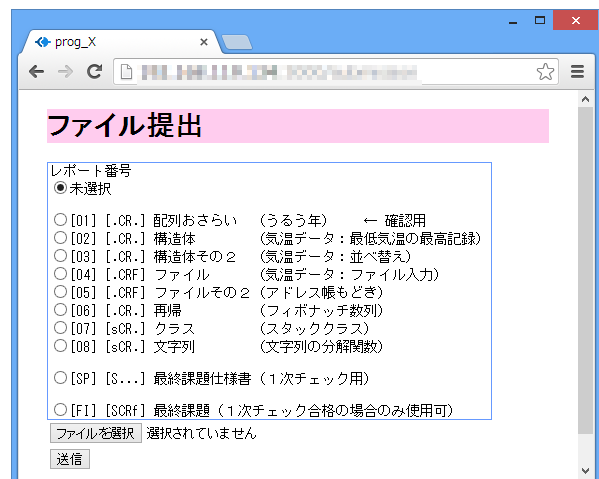 prog_X
ファイル提出
レポート番号
未選択
[01] [.CR.] 配列おさらい （うるう年） ← 確認用
[02] [.CR.] 構造体 （気温データ：最低気温の最高記録）
[03] [.CR.] 構造体その２ （気温データ：並べ替え）
[04] [.CRF] ファイル （気温データ：ファイル入力）
[05] [.CRF] ファイルその２（アドレス帳もどき）
[06] [.CR.] 再帰 （フィボナッチ数列）
[07] [sCR.] クラス （スタッククラス）
[08] [sCR.] 文字列 （文字列の分解関数）
[SP] [S...] 最終課題仕様書（１次チェック用）
[FI] [SCRf] 最終課題（１次チェック合格の場合のみ使用可）
ファイルを選択 選択されていません
送信